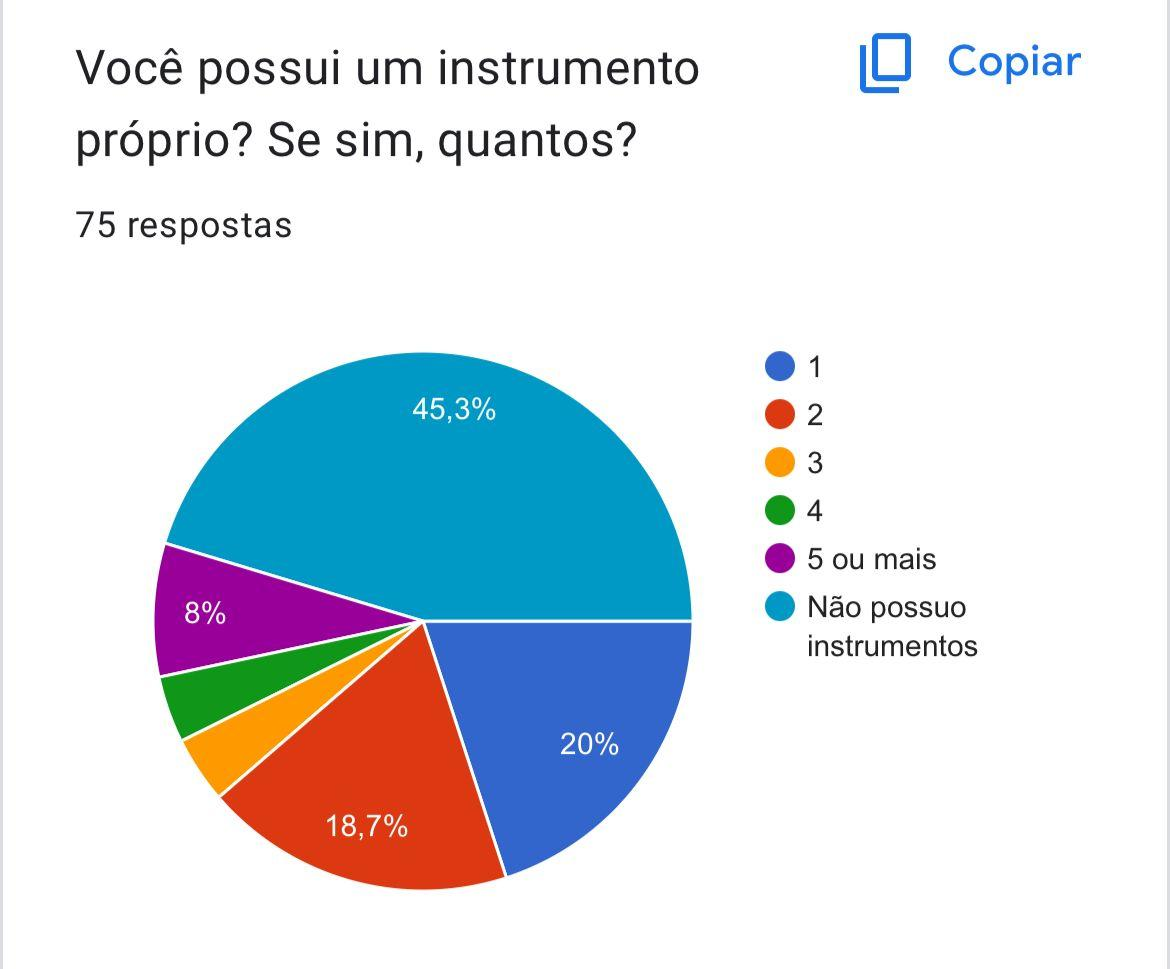 Você possui um instrumento
próprio? Se sim, quantos?
Copiar
75 respostas
45,3%
8%
18,7%
20%
1
2
3
4
5 ou mais
Não possuo
instrumentos